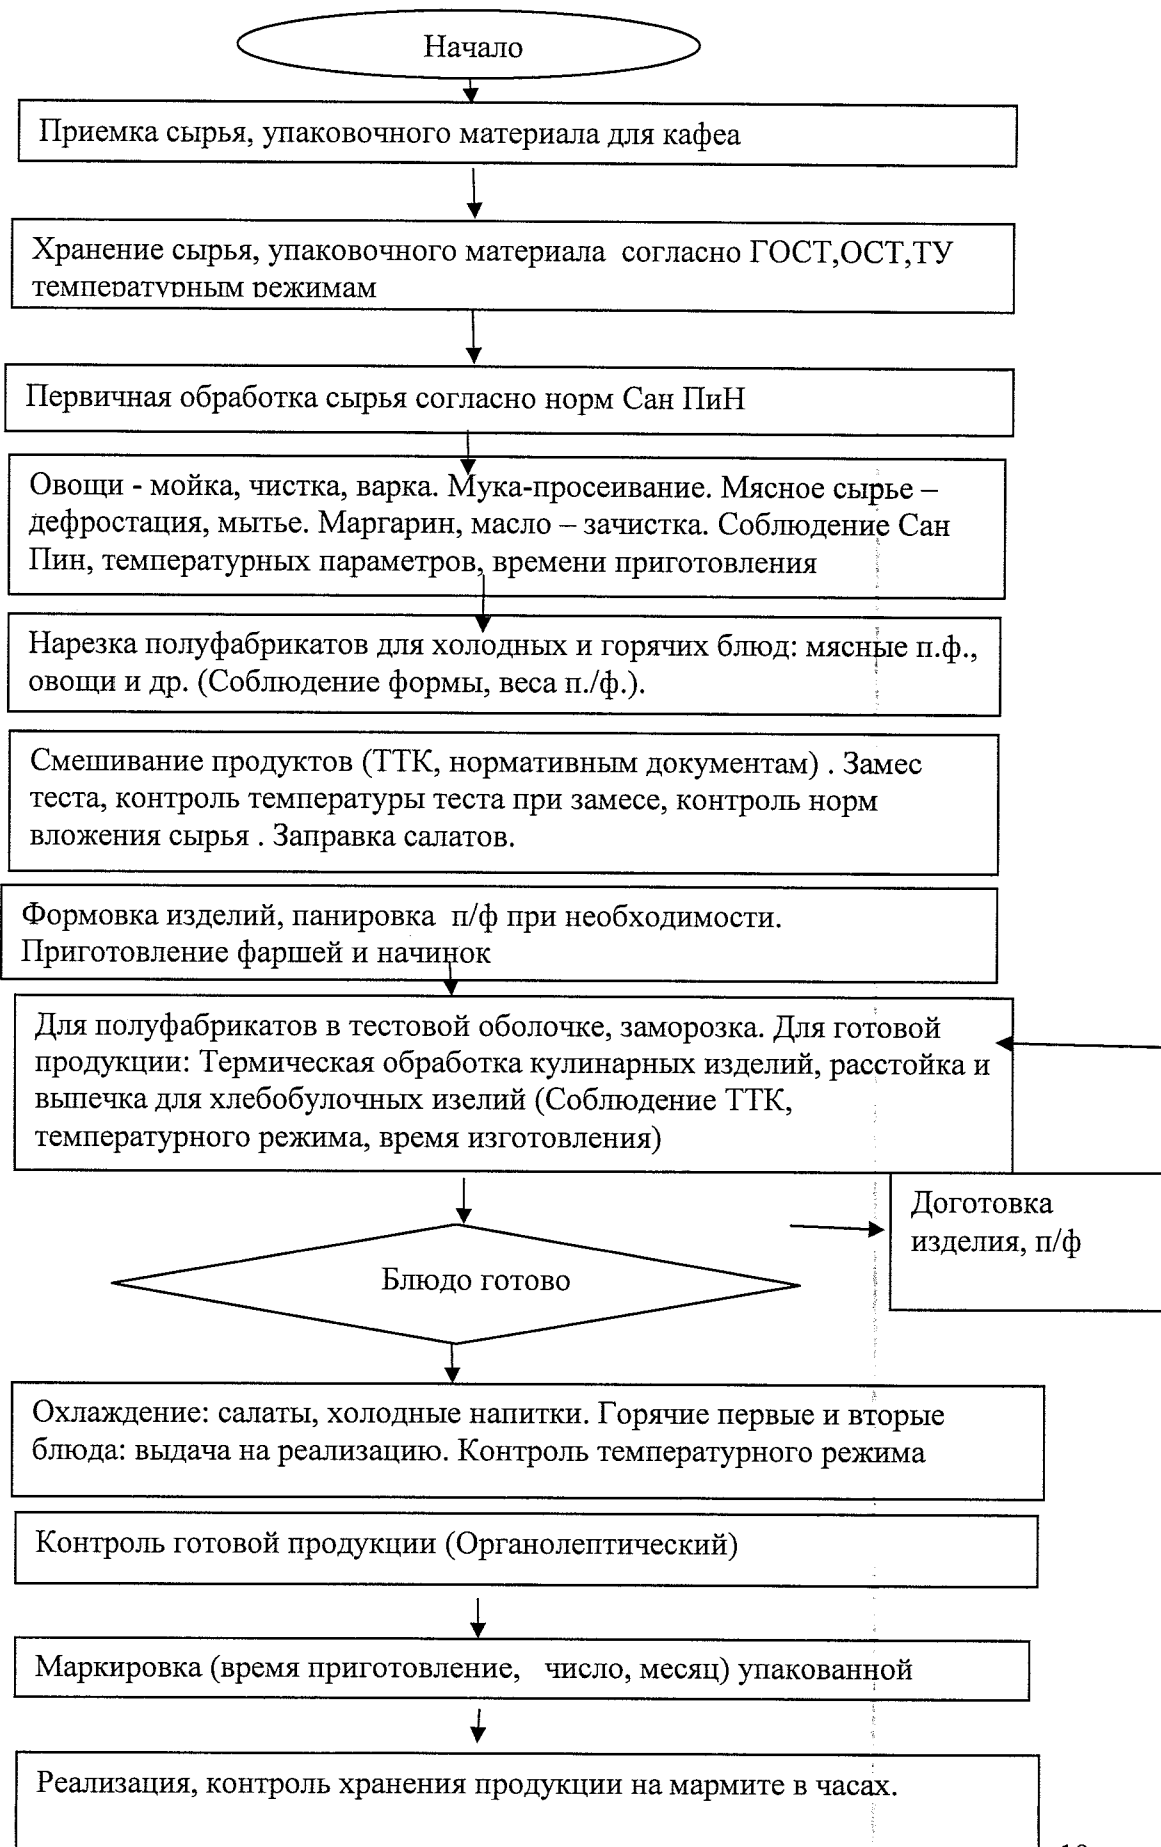 Начало
Приемка сырья, упаковочного материала для кафеа
Хранение сырья, упаковочного материала согласно ГОСТ,ОСТ,ТУ
температурным режимам
Первичная обработка сырья согласно норм Сан ПиН
Овощи - мойка, чистка, варка. Мука-просеивание. Мясное сырье –
дефростация, мытье. Маргарин, масло – зачистка. Соблюдение Сан
Пин, температурных параметров, времени приготовления
Нарезка полуфабрикатов для холодных и горячих блюд: мясные п.ф.,
овощи и др. (Соблюдение формы, веса п./ф.).
Смешивание продуктов (ТТК, нормативным документам) . Замес
теста, контроль температуры теста при замесе, контроль норм
вложения сырья . Заправка салатов.
Формовка изделий, панировка п/ф при необходимости.
Приготовление фаршей и начинок
Для полуфабрикатов в тестовой оболочке, заморозка. Для готовой
продукции: Термическая обработка кулинарных изделий, расстойка и
выпечка для хлебобулочных изелий (Соблюдение ТТК,
температурного режима, время изготовления)
Доготовка
изделия, п/ф
Блюдо готово
Охлаждение: салаты, холодные напитки. Горячие первые и вторые
блюда: выдача на реализацию. Контроль температурного режима
Контроль готовой продукции (Органолептический)
Маркировка (время приготовление, число, месяц) упакованной
Реализация, контроль хранения продукции на мармите в часах.